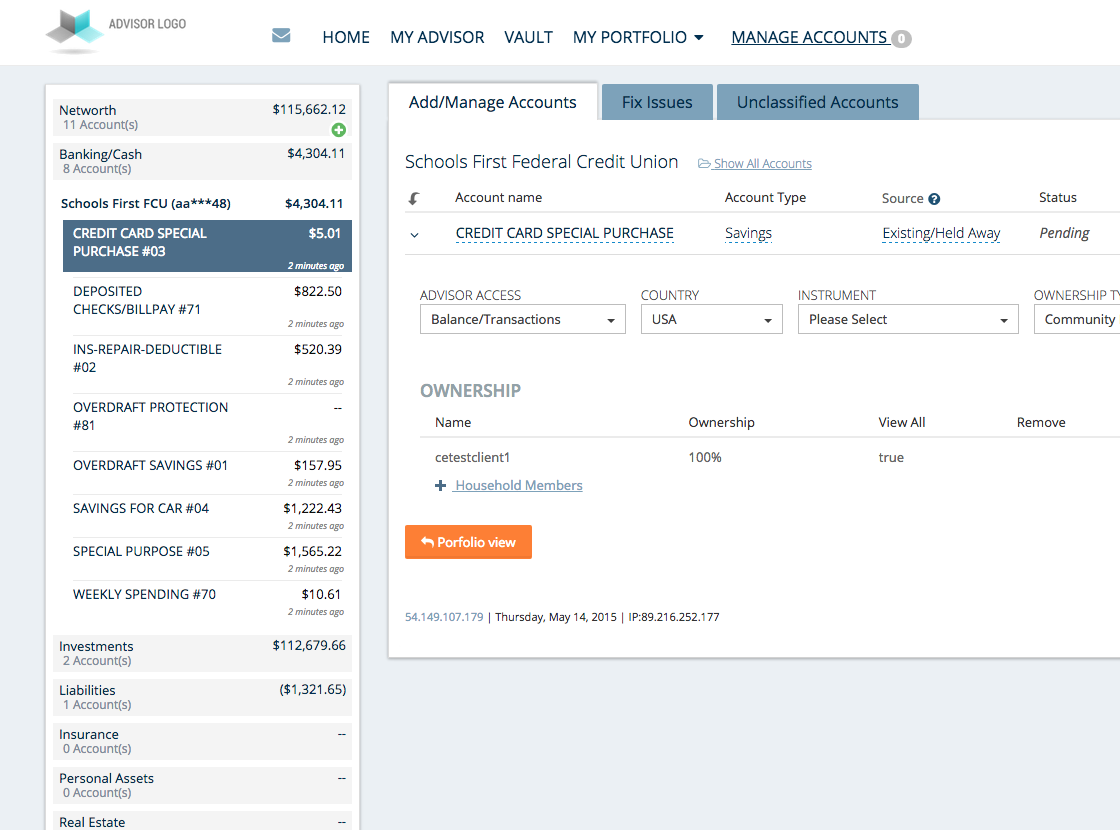 ADVISOR LOGO
HOME MY ADVISOR VAULT MY PORTFOLIO MANAGE ACCOUNTS 0
Networth $115,662.12
11 Account(s)
Banking/Cash $4,304.11
8 Account(s)
Schools First FCU (aa***48) $4,304.11
CREDIT CARD SPECIAL $5.01
PURCHASE #03
2 minutes ago
DEPOSITED $822.50
CHECKS/BILLPAY #71
2 minutes ago
INS-REPAIR-DEDUCTIBLE $520.39
#02
2 minutes ago
OVERDRAFT PROTECTION --
#81
2 minutes ago
OVERDRAFT SAVINGS #01 $157.95
2 minutes ago
SAVINGS FOR CAR #04 $1,222.43
2 minutes ago
SPECIAL PURPOSE #05 $1,565.22
2 minutes ago
WEEKLY SPENDING #70 $10.61
2 minutes ago
Investments $112,679.66
2 Account(s)
Liabilities ($1,321.65)
1 Account(s)
Insurance --
0 Account(s)
Personal Assets --
0 Account(s)
Real Estate --
Add/Manage Accounts Fix Issues Unclassified Accounts
Schools First Federal Credit Union Show All Accounts
Account name Account Type Source ? Status
CREDIT CARD SPECIAL PURCHASE Savings Existing/Held Away Pending
ADVISOR ACCESS COUNTRY INSTRUMENT OWNERSHIP TY
Balance/Transactions USA Please Select Community
OWNERSHIP
Name Ownership View All Remove
cetestclient1 100% true
Household Members
Porfolio view
54.149.107.179 | Thursday, May 14, 2015 | IP:89.216.252.177